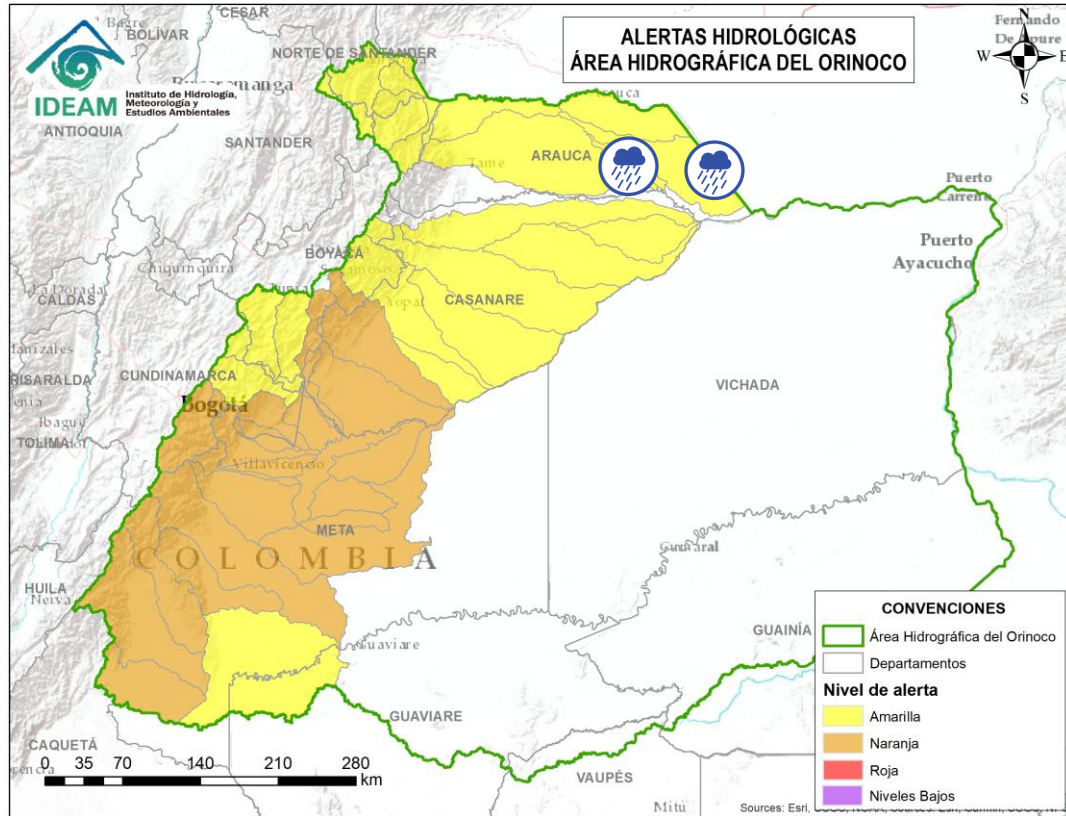 ALERTAS HIDROLÓGICAS
ÁREA HIDROGRÁFICA DEL ORINOCO
IDEAM
Instituto de Hidrología,
Meteorología y
Estudios Ambientales
N
W
E
S
CESAR
BOLÍVAR
NORTE DE SANTANDER
ANTIOQUIA
SANTANDER
ARAUCA
Tame
Puerto
Carreño
Puerto
Ayacucho
BOYACÁ
Chiquinquira
La Dorada
CALDAS
Yopal
CASANARE
RISARALDA
CUNDINAMARCA
Bogotá
VICHADA
Ibagué
TOLIMA
Villavicencio
META
COLOMBIA
HUILA
Neiva
Guaviare
GUAINÍA
GUAVIARE
CAQUETÁ
VAUPÉS
Mitú
0 35 70 140 210 280
km
CONVENCIONES
Área Hidrográfica del Orinoco
Departamentos
Nivel de alerta
Amarilla
Naranja
Roja
Niveles Bajos
Sources: Esri,